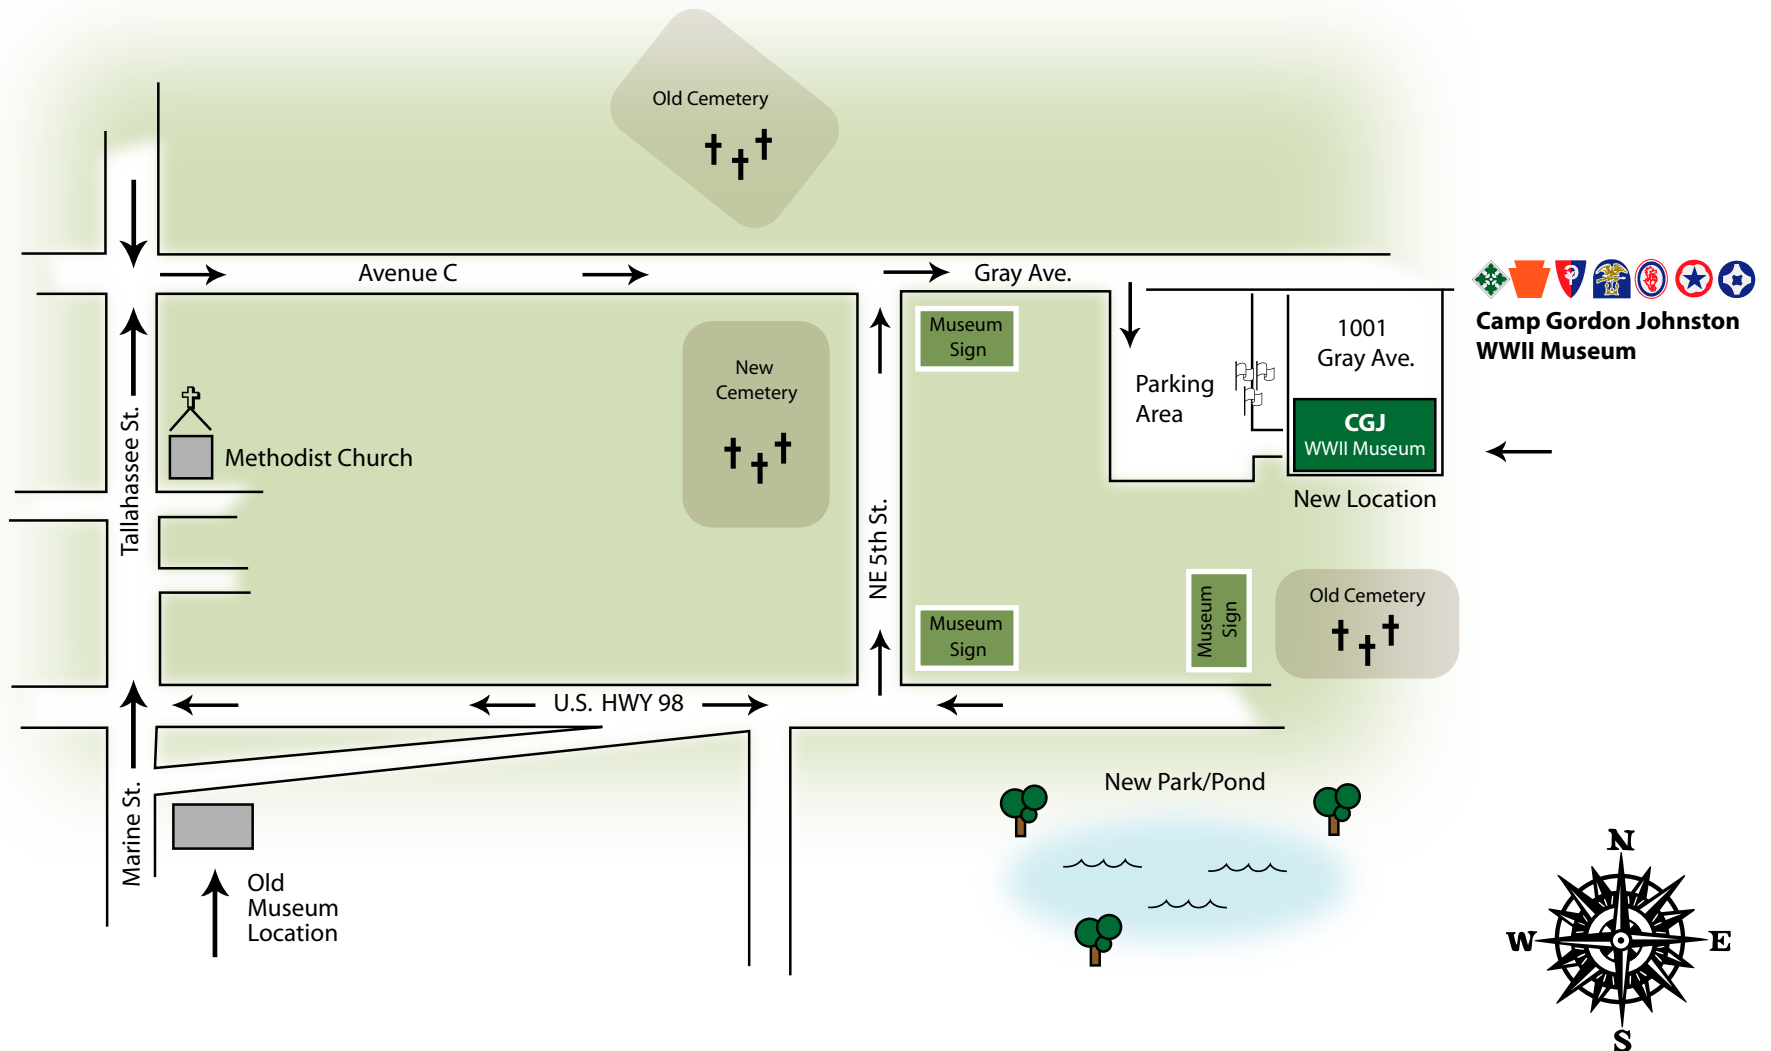 Old Cemetery
Avenue C
Gray Ave.
Camp Gordon Johnston
WWII Museum
Museum
Sign
1001
Gray Ave.
New
Cemetery
Parking
Area
CGJ
WWII Museum
New Location
Tallahassee St.
Methodist Church
NE 5th St.
Museum
Sign
Museum
Sign
Old Cemetery
U.S. HWY 98
Marine St.
New Park/Pond
Old
Museum
Location
N
W
E
S